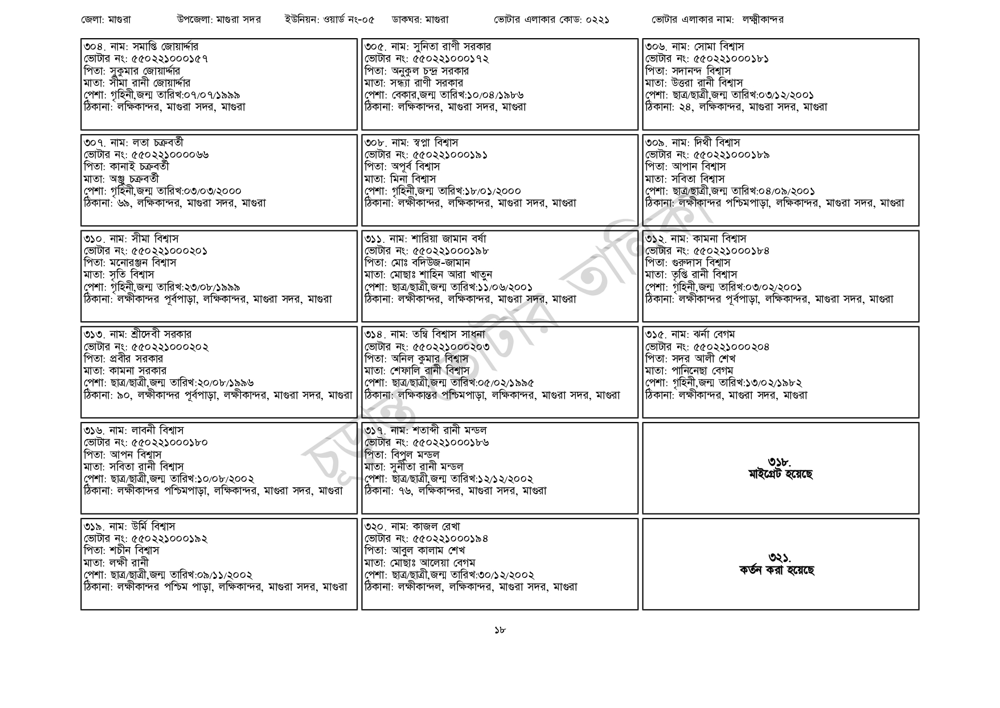 জেলা: মাগুরা উপজেলা: মাগুরা সদর ইউনিয়ন: ওয়ার্ড নং-০৫ ডাকঘর: মাগুরা ভোটার এলাকার কোড: ০২২১ ভোটার এলাকার নাম: লক্ষ্মীকান্দর
৩০৪. নাম: সমাপ্তি জোয়ার্দ্দার
ভোটার নং: ৫৫০২২১০০০১৫৭
পিতা: সুকুমার জোয়ার্দ্দার
মাতা: সীমা রানী জোয়ার্দ্দার
পেশা: গৃহিনী,জন্ম তারিখ:০৭/০৭/১৯৯৯
ঠিকানা: লক্ষিকান্দর, মাগুরা সদর, মাগুরা
৩০৫. নাম: সুনিতা রাণী সরকার
ভোটার নং: ৫৫০২২১০০০১৭২
পিতা: অনুকুল চন্দ্র সরকার
মাতা: সন্ধ্যা রাণী সরকার
পেশা: বেকার,জন্ম তারিখ:১০/০৪/১৯৮৬
ঠিকানা: লক্ষিকান্দর, মাগুরা সদর, মাগুরা
৩০৬. নাম: সোমা বিশ্বাস
ভোটার নং: ৫৫০২২১০০০১৮১
পিতা: সদানন্দ বিশ্বাস
মাতা: উত্তরা রানী বিশ্বাস
পেশা: ছাত্র/ছাত্রী,জন্ম তারিখ:০৩/১২/২০০১
ঠিকানা: ২৪, লক্ষিকান্দর, মাগুরা সদর, মাগুরা
৩০৭. নাম: লতা চক্রবর্তী
ভোটার নং: ৫৫০২২১০০০০৬৬
পিতা: কানাই চক্রবর্তী
মাতা: অঞ্জু চক্রবর্তী
পেশা: গৃহিনী,জন্ম তারিখ:০৩/০৩/২০০০
ঠিকানা: ৬৯, লক্ষিকান্দর, মাগুরা সদর, মাগুরা
৩০৮. নাম: স্বপ্না বিশ্বাস
ভোটার নং: ৫৫০২২১০০০১৯১
পিতা: অপূর্ব বিশ্বাস
মাতা: মিনা বিশ্বাস
পেশা: গৃহিনী,জন্ম তারিখ:১৮/০১/২০০০
ঠিকানা: লক্ষীকান্দর, লক্ষিকান্দর, মাগুরা সদর, মাগুরা
৩০৯. নাম: দিথী বিশ্বাস
ভোটার নং: ৫৫০২২১০০০১৮৯
পিতা: আপান বিশ্বাস
মাতা: সবিতা বিশ্বাস
পেশা: ছাত্র/ছাত্রী,জন্ম তারিখ:০৪/০৯/২০০১
ঠিকানা: লক্ষীকান্দর পশ্চিমপাড়া, লক্ষিকান্দর, মাগুরা সদর, মাগুরা
৩১০. নাম: সীমা বিশ্বাস
ভোটার নং: ৫৫০২২১০০০২০১
পিতা: মনোরঞ্জন বিশ্বাস
মাতা: সৃতি বিশ্বাস
পেশা: গৃহিনী,জন্ম তারিখ:২৩/০৮/১৯৯৯
ঠিকানা: লক্ষীকান্দর পূর্বপাড়া, লক্ষিকান্দর, মাগুরা সদর, মাগুরা
৩১১. নাম: শারিয়া জামান বর্ষা
ভোটার নং: ৫৫০২২১০০০১৯৮
পিতা: মোঃ বদিউজ-জামান
মাতা: মোছাঃ শাহিন আরা খাতুন
পেশা: ছাত্র/ছাত্রী,জন্ম তারিখ:১১/০৬/২০০১
ঠিকানা: লক্ষীকান্দর, লক্ষিকান্দর, মাগুরা সদর, মাগুরা
৩১২. নাম: কামনা বিশ্বাস
ভোটার নং: ৫৫০২২১০০০১৮৪
পিতা: গুরুদাস বিশ্বাস
মাতা: তৃপ্তি রানী বিশ্বাস
পেশা: গৃহিনী,জন্ম তারিখ:০৩/০২/২০০১
ঠিকানা: লক্ষীকান্দর পূর্বপাড়া, লক্ষিকান্দর, মাগুরা সদর, মাগুরা
৩১৩. নাম: শ্রীদেবী সরকার
ভোটার নং: ৫৫০২২১০০০২০২
পিতা: প্রবীর সরকার
মাতা: কামনা সরকার
পেশা: ছাত্র/ছাত্রী,জন্ম তারিখ:২০/০৮/১৯৯৬
ঠিকানা: ৯০, লক্ষীকান্দর পূর্বপাড়া, লক্ষীকান্দর, মাগুরা সদর, মাগুরা
৩১৪. নাম: তন্বি বিশ্বাস সাধনা
ভোটার নং: ৫৫০২২১০০০২০৩
পিতা: অনিল কুমার বিশ্বাস
মাতা: শেফালি রানী বিশ্বাস
পেশা: ছাত্র/ছাত্রী,জন্ম তারিখ:০৫/০২/১৯৯৫
ঠিকানা: লক্ষিকান্তর পশ্চিমপাড়া, লক্ষিকান্দর, মাগুরা সদর, মাগুরা
৩১৫. নাম: ঝর্না বেগম
ভোটার নং: ৫৫০২২১০০০২০৪
পিতা: সদর আলী শেখ
মাতা: পানিনেছা বেগম
পেশা: গৃহিনী,জন্ম তারিখ:১৩/০২/১৯৮২
ঠিকানা: লক্ষীকান্দর, মাগুরা সদর, মাগুরা
৩১৬. নাম: লাবনী বিশ্বাস
ভোটার নং: ৫৫০২২১০০০১৮০
পিতা: আপন বিশ্বাস
মাতা: সবিতা রানী বিশ্বাস
পেশা: ছাত্র/ছাত্রী,জন্ম তারিখ:১০/০৮/২০০২
ঠিকানা: লক্ষীকান্দর পশ্চিমপাড়া, লক্ষিকান্দর, মাগুরা সদর, মাগুরা
৩১৭. নাম: শতাব্দী রানী মন্ডল
ভোটার নং: ৫৫০২২১০০০১৮৬
পিতা: বিপুল মন্ডল
মাতা: সুনীতা রানী মন্ডল
পেশা: ছাত্র/ছাত্রী,জন্ম তারিখ:১২/১২/২০০২
ঠিকানা: ৭৬, লক্ষিকান্দর, মাগুরা সদর, মাগুরা
৩১৮.
মাইগ্রেট হয়েছে
৩১৯. নাম: উর্মি বিশ্বাস
ভোটার নং: ৫৫০২২১০০০১৯২
পিতা: শচীন বিশ্বাস
মাতা: লক্ষী রানী
পেশা: ছাত্র/ছাত্রী,জন্ম তারিখ:০৯/১১/২০০২
ঠিকানা: লক্ষীকান্দর পশ্চিম পাড়া, লক্ষিকান্দর, মাগুরা সদর, মাগুরা
৩২০. নাম: কাজল রেখা
ভোটার নং: ৫৫০২২১০০০১৯৪
পিতা: আবুল কালাম শেখ
মাতা: মোছাঃ আলেয়া বেগম
পেশা: ছাত্র/ছাত্রী,জন্ম তারিখ:৩০/১২/২০০২
ঠিকানা: লক্ষীকান্দল, লক্ষিকান্দর, মাগুরা সদর, মাগুরা
৩২১.
কর্তন করা হয়েছে
চূড়ান্ত ভোটার তালিকা
১৮